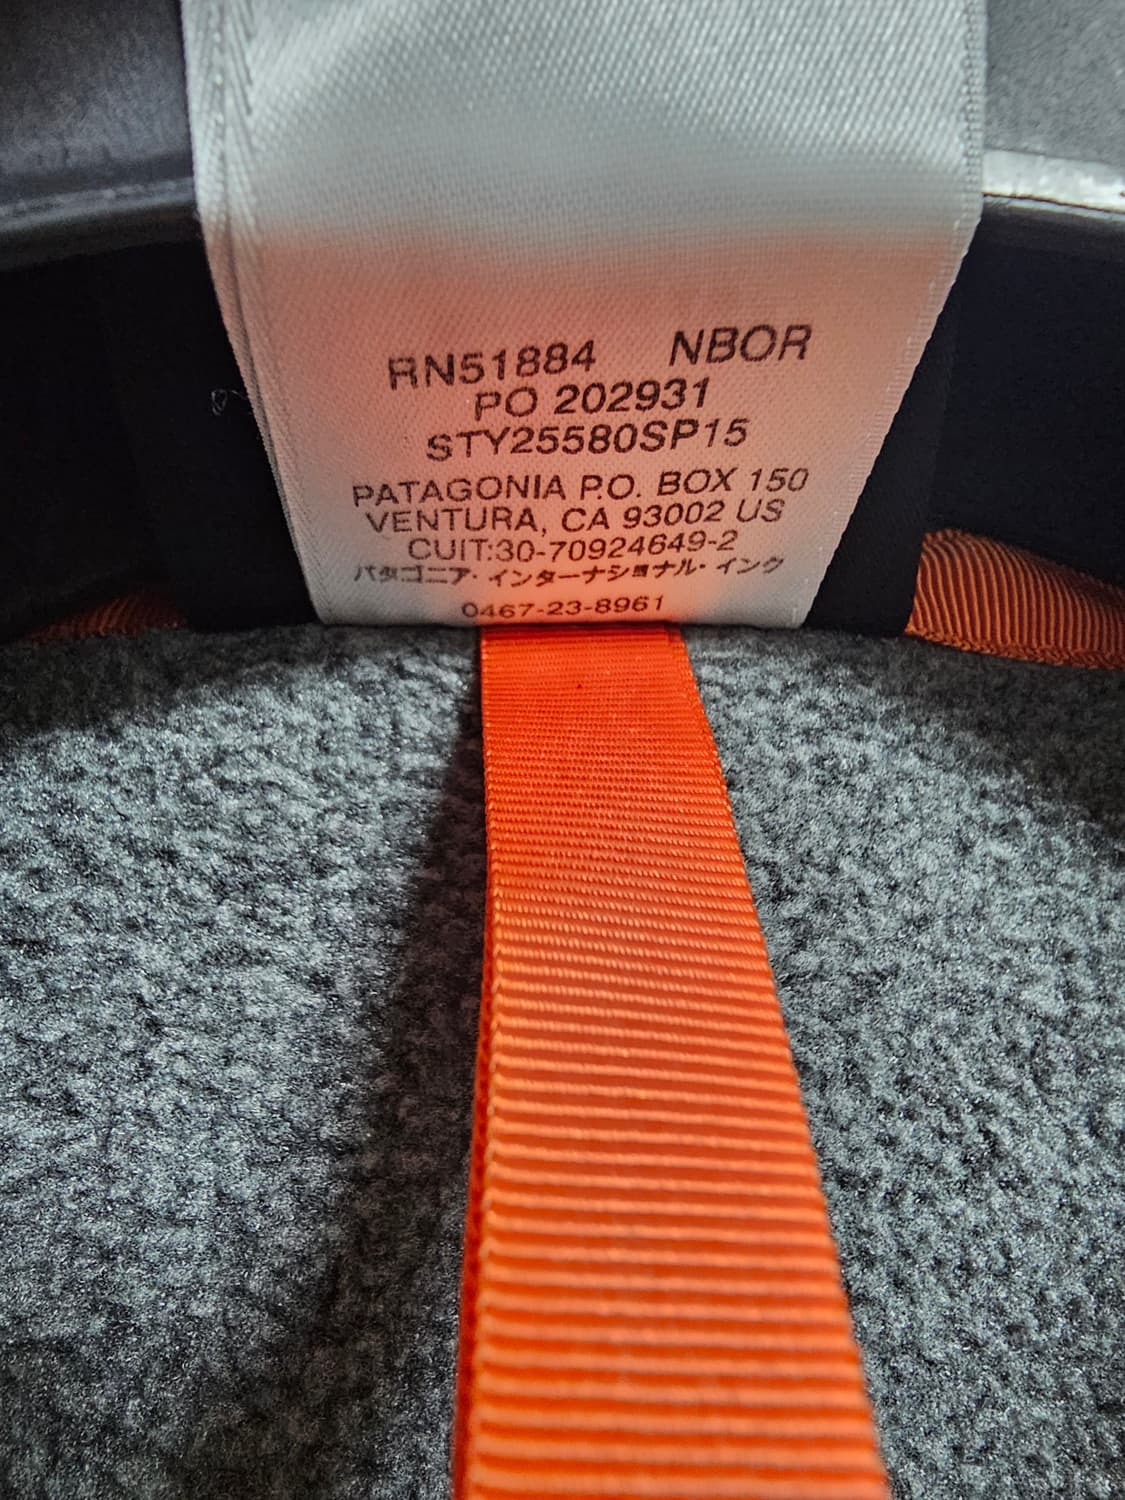 RN51884 NBOR
PO 202931
STY25580SP15
PATAGONIA P.O. BOX 150
VENTURA, CA 93002 US
CUIT:30-70924649-2
パタゴニア・インターナショナル・インク
0467-23-8961